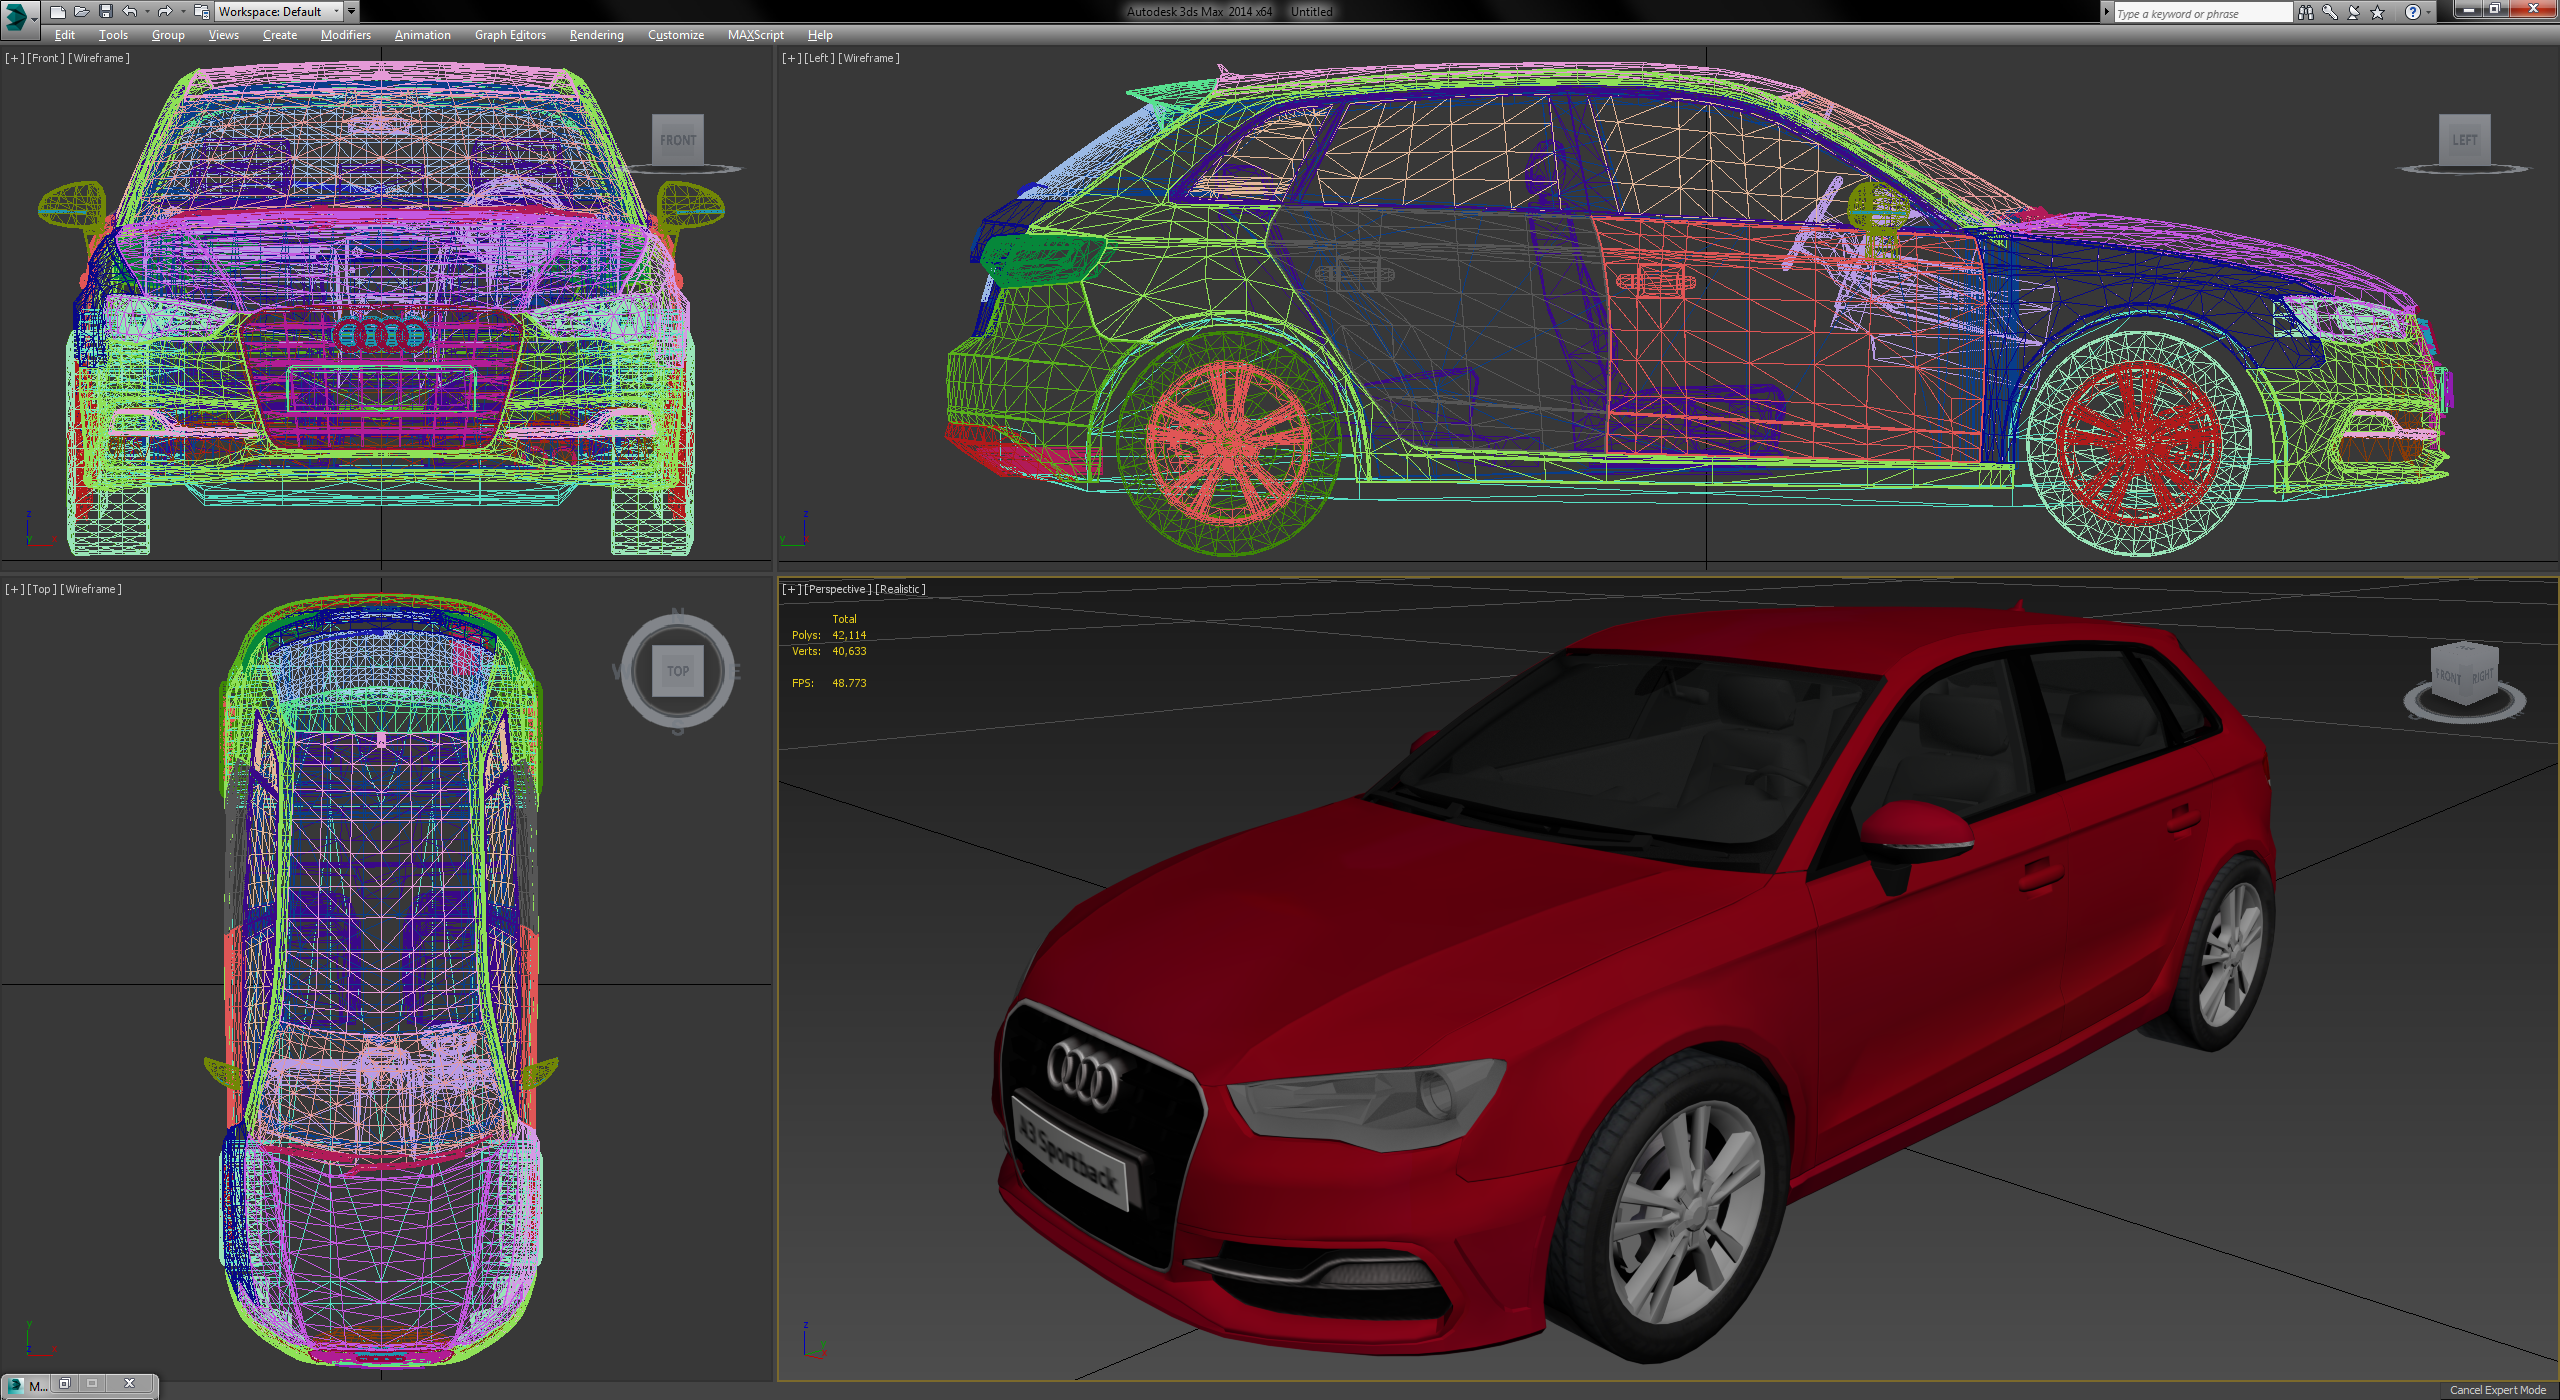 Workspace: Default
Autodesk 3ds Max 2014 x64 Untitled
Type a keyword or phrase
Edit Tools Group Views Create Modifiers Animation Graph Editors Rendering Customize MAXScript Help
[+] [Front] [Wireframe]
[+] [Left] [Wireframe]
FRONT
LEFT
z
y
x
z
y
[+] [Top] [Wireframe]
[+] [Perspective] [Realistic]
Total
Polys: 42,114
Verts: 40,633
FPS: 48.773
N
W
TOP
E
S
FRONT
RIGHT
A3 Sportback
y
z
x
z
y
x
M...
Cancel Expert Mode